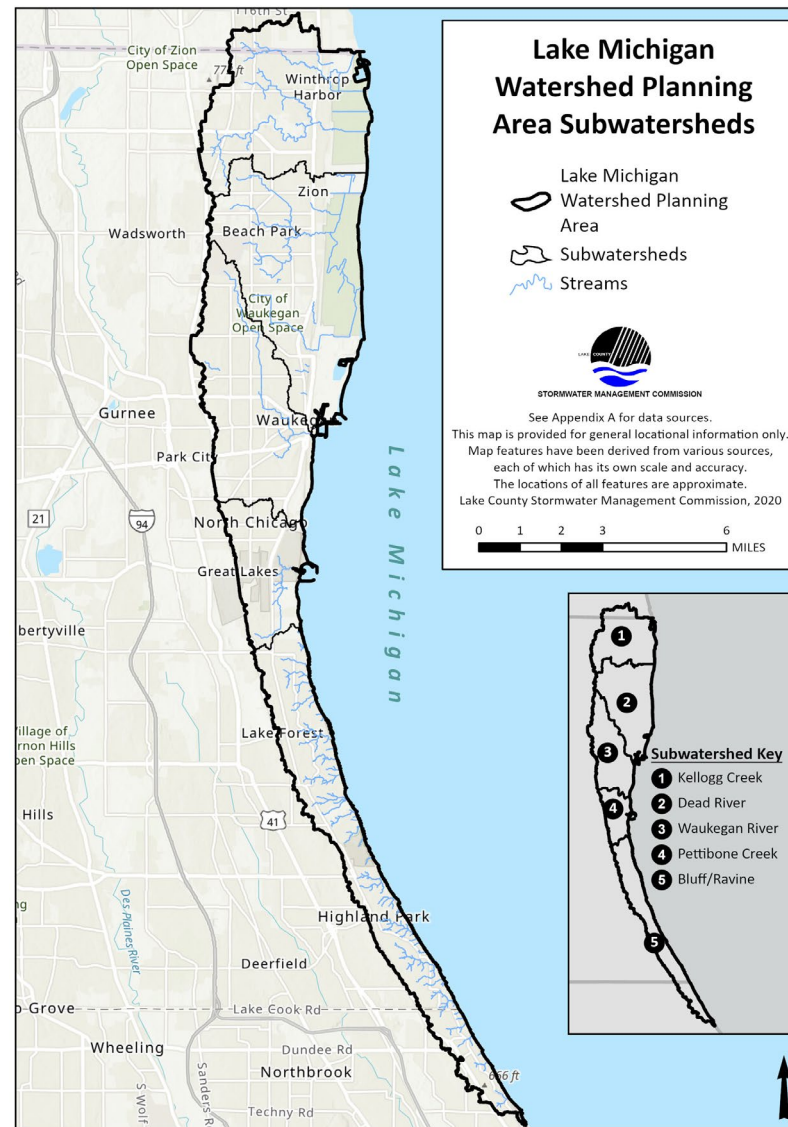 116th St
City of Zion
Open Space
Winthrop
Harbor
Zion
Wadsworth
Beach Park
City of
Waukegan
Open Space
Gurnee
Waukegan
Park City
21
94
North Chicago
Great Lakes
bertyville
Lake Michigan
Village of
rnon Hills
pen Space
Lake Forest
Hills
41
Des Plaines River
Highland Park
Deerfield
Grove
Lake Cook Rd
Wheeling
Dundee Rd
Northbrook
Sanders R
S Wolf
Techny Rd
Lake Michigan
Watershed Planning
Area Subwatersheds
Lake Michigan
Watershed Planning
Area
Subwatersheds
Streams
LAKE COUNTY
STORMWATER MANAGEMENT COMMISSION
See Appendix A for data sources.
This map is provided for general locational information only.
Map features have been derived from various sources,
each of which has its own scale and accuracy.
The locations of all features are approximate.
Lake County Stormwater Management Commission, 2020
0 1 2 3 6
MILES
1
2
3
4
5
Subwatershed Key
1 Kellogg Creek
2 Dead River
3 Waukegan River
4 Pettibone Creek
5 Bluff/Ravine